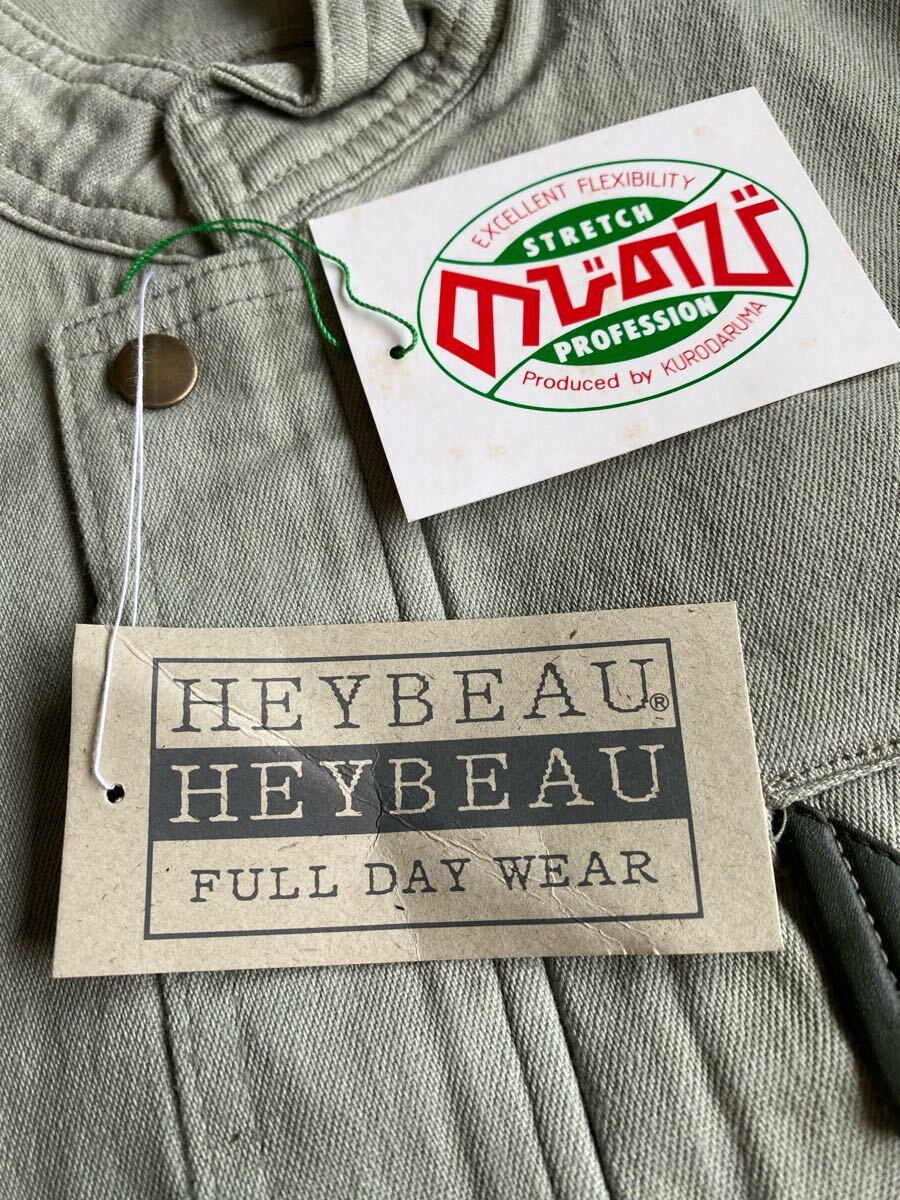 EXCELLENT FLEXIBILITY
STRETCH
のびのび
PROFESSION
Produced by KURODARUMA
HEYBEAU®
HEYBEAU
FULL DAY WEAR